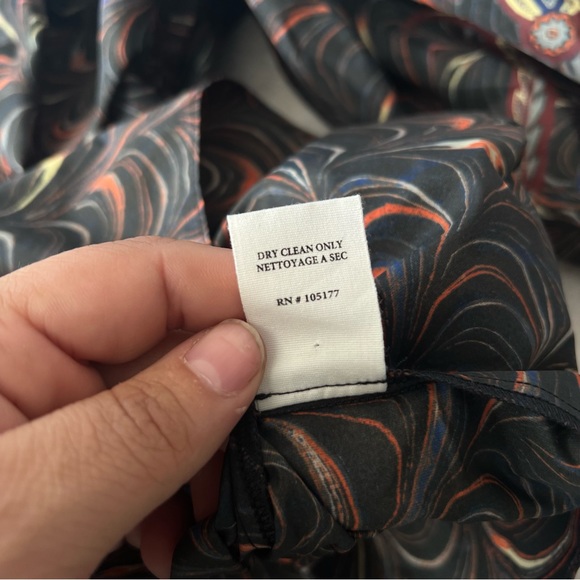 DRY CLEAN ONLY
NETTOYAGE A SEC
RN # 105177